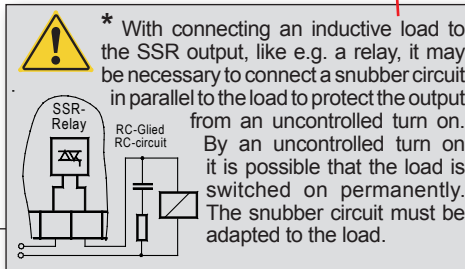 * With connecting an inductive load to
the SSR output, like e.g. a relay, it may
be necessary to connect a snubber circuit
in parallel to the load to protect the output
from an uncontrolled turn on.
By an uncontrolled turn on
it is possible that the load is
switched on permanently.
The snubber circuit must be
adapted to the load.
SSR-
Relay
RC-Glied
RC-circuit